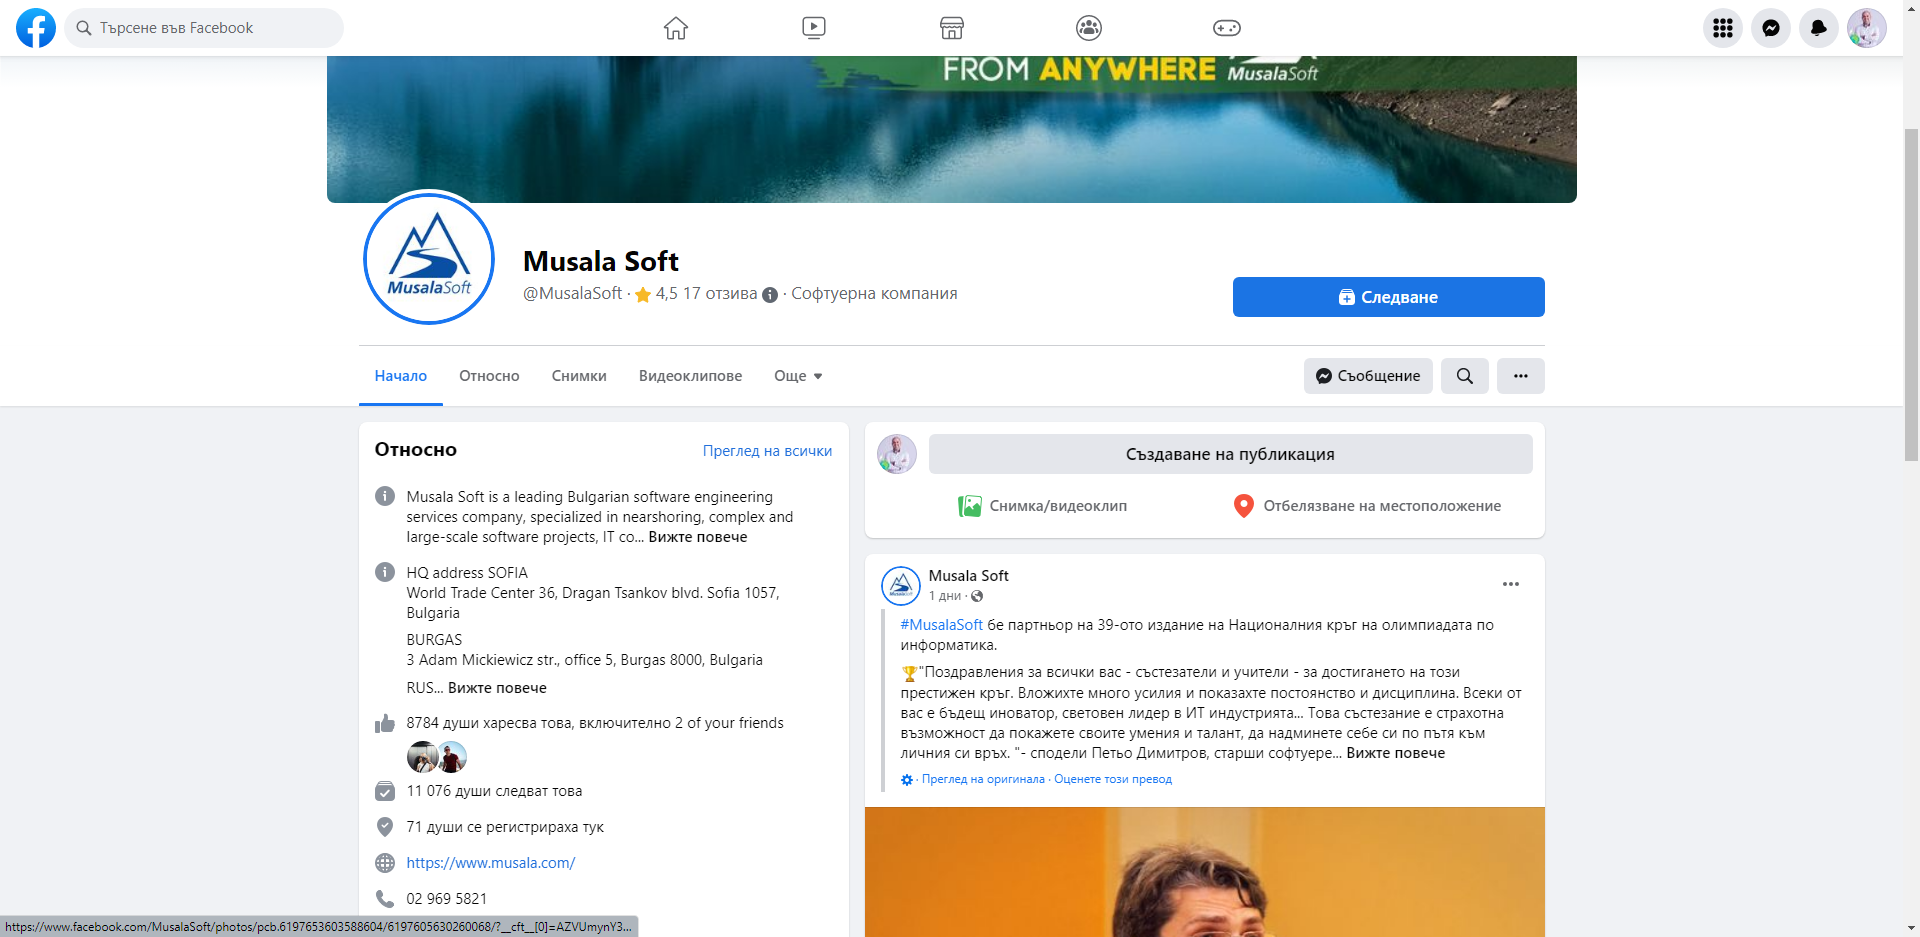 Търсене във Facebook
FROM ANYWHERE MusalaSoft
MusalaSoft
Musala Soft
@MusalaSoft · 4,5 17 отзива · Софтуерна компания
Следване
Начало
Относно
Снимки
Видеоклипове
Още
Съобщение
Относно
Преглед на всички
Musala Soft is a leading Bulgarian software engineering
services company, specialized in nearshoring, complex and
large-scale software projects, IT co... Вижте повече
HQ address SOFIA
World Trade Center 36, Dragan Tsankov blvd. Sofia 1057,
Bulgaria
BURGAS
3 Adam Mickiewicz str., office 5, Burgas 8000, Bulgaria
RUS... Вижте повече
8784 души харесва това, включително 2 of your friends
11 076 души следват това
71 души се регистрираха тук
https://www.musala.com/
02 969 5821
Създаване на публикация
Снимка/видеоклип
Отбелязване на местоположение
Musala Soft
1 дни ·
#MusalaSoft бе партньор на 39-ото издание на Националния кръг на олимпиадата по
информатика.
"Поздравления за всички вас - състезатели и учители - за достигането на този
престижен кръг. Вложихте много усилия и показахте постоянство и дисциплина. Всеки от
вас е бъдещ иноватор, световен лидер в ИТ индустрията... Това състезание е страхотна
възможност да покажете своите умения и талант, да надминете себе си по пътя към
личния си връх. "- сподели Петьо Димитров, старши софтуере... Вижте повече
· Преглед на оригинала · Оценете този превод
https://www.facebook.com/MusalaSoft/photos/pcb.6197653603588604/6197605630260068/?__cft__[0]=AZVUmynY3...